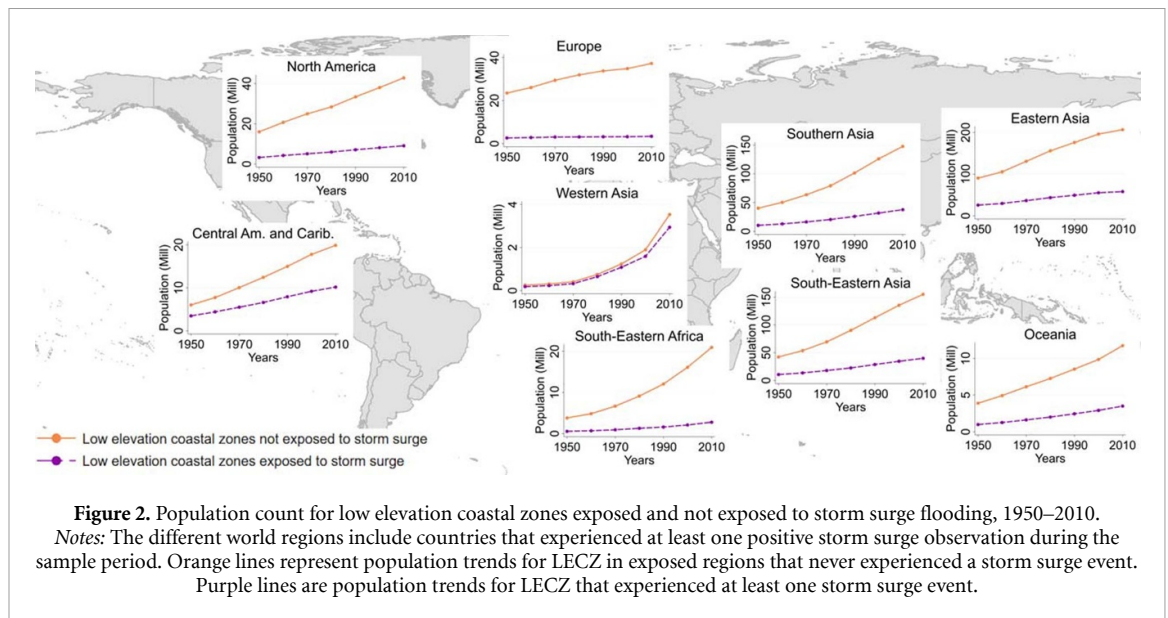 North America
Population (Mill)
40
20
0
1950 1970 1990 2010
Years
Europe
Population (Mill)
40
20
0
1950 1970 1990 2010
Years
Southern Asia
Population (Mill)
150
100
50
0
1950 1970 1990 2010
Years
Eastern Asia
Population (Mill)
200
100
0
1950 1970 1990 2010
Years
Central Am. and Carib.
Population (Mill)
20
10
0
1950 1970 1990 2010
Years
Western Asia
Population (Mill)
4
2
0
1950 1970 1990 2010
Years
South-Eastern Africa
Population (Mill)
20
10
0
1950 1970 1990 2010
Years
South-Eastern Asia
Population (Mill)
150
100
50
0
1950 1970 1990 2010
Years
Oceania
Population (Mill)
10
5
0
1950 1970 1990 2010
Years
Low elevation coastal zones not exposed to storm surge
Low elevation coastal zones exposed to storm surge
Figure 2. Population count for low elevation coastal zones exposed and not exposed to storm surge flooding, 1950–2010.
Notes: The different world regions include countries that experienced at least one positive storm surge observation during the
sample period. Orange lines represent population trends for LECZ in exposed regions that never experienced a storm surge event.
Purple lines are population trends for LECZ that experienced at least one storm surge event.